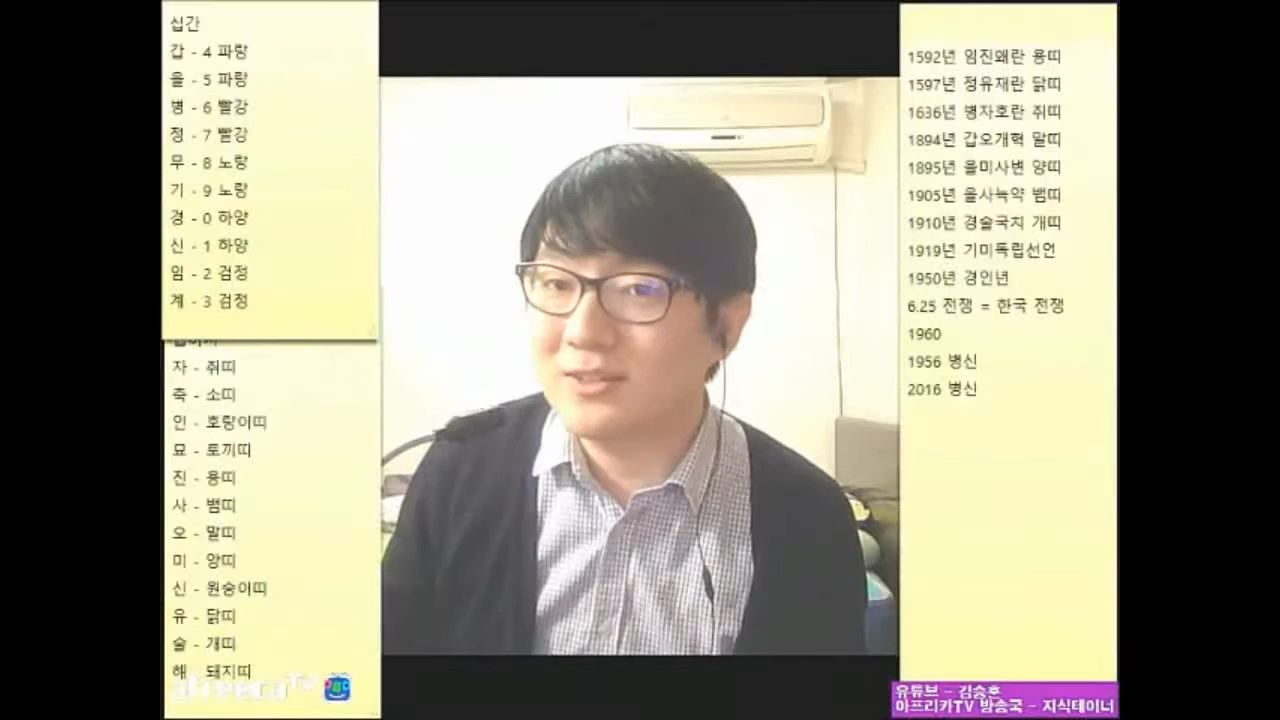 십간
갑 - 4 파랑
을 - 5 파랑
병 - 6 빨강
정 - 7 빨강
무 - 8 노랑
기 - 9 노랑
경 - 0 하양
신 - 1 하양
임 - 2 검정
계 - 3 검정
자 - 쥐띠
축 - 소띠
인 - 호랑이띠
묘 - 토끼띠
진 - 용띠
사 - 뱀띠
오 - 말띠
미 - 양띠
신 - 원숭이띠
유 - 닭띠
술 - 개띠
해 - 돼지띠
afreecaTV
1592년 임진왜란 용띠
1597년 정유재란 닭띠
1636년 병자호란 쥐띠
1894년 갑오개혁 말띠
1895년 을미사변 양띠
1905년 을사늑약 뱀띠
1910년 경술국치 개띠
1919년 기미독립선언
1950년 경인년
6.25 전쟁 = 한국 전쟁
1960
1956 병신
2016 병신
유튜브 - 김승훈
아프리카TV 방송국 - 지식테이너